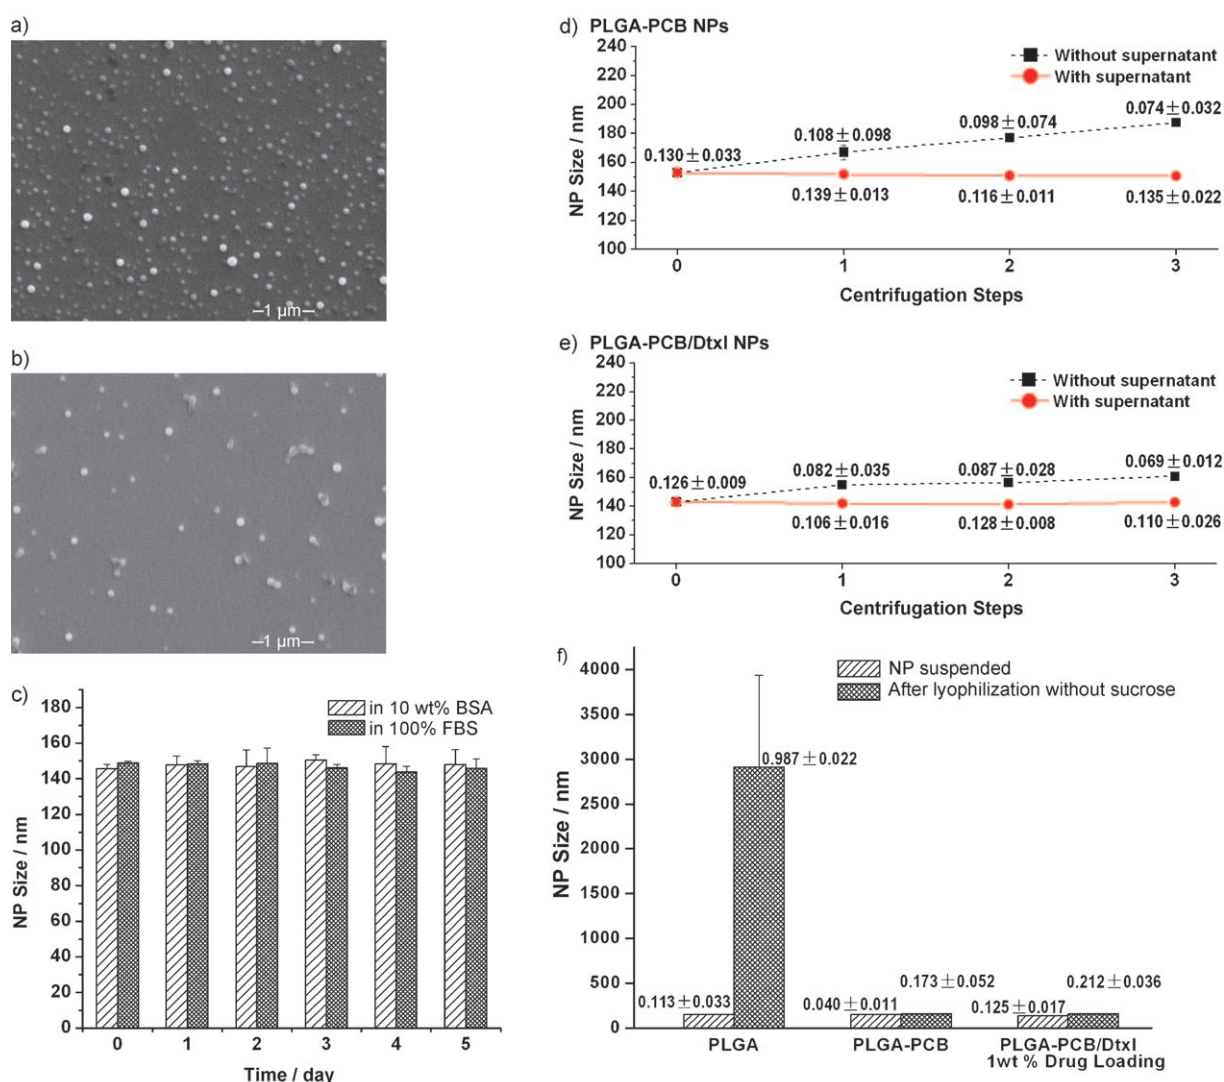 a)
1 µm
b)
1 µm
c)
in 10 wt% BSA
in 100% FBS
NP Size / nm
180
160
140
120
100
80
60
40
20
0
0 1 2 3 4 5
Time / day
d) PLGA-PCB NPs
Without supernatant
With supernatant
NP Size / nm
240
220
200
180
160
140
120
100
0.130±0.033
0.108±0.098
0.098±0.074
0.074±0.032
0.139±0.013
0.116±0.011
0.135±0.022
0 1 2 3
Centrifugation Steps
e) PLGA-PCB/Dtxl NPs
Without supernatant
With supernatant
NP Size / nm
240
220
200
180
160
140
120
100
0.126±0.009
0.082±0.035
0.087±0.028
0.069±0.012
0.106±0.016
0.128±0.008
0.110±0.026
0 1 2 3
Centrifugation Steps
f)
NP suspended
After lyophilization without sucrose
NP Size / nm
4000
3500
3000
2500
2000
1500
1000
500
0
0.113±0.033
0.987±0.022
0.040±0.011
0.173±0.052
0.125±0.017
0.212±0.036
PLGA PLGA-PCB PLGA-PCB/Dtxl
1wt % Drug Loading